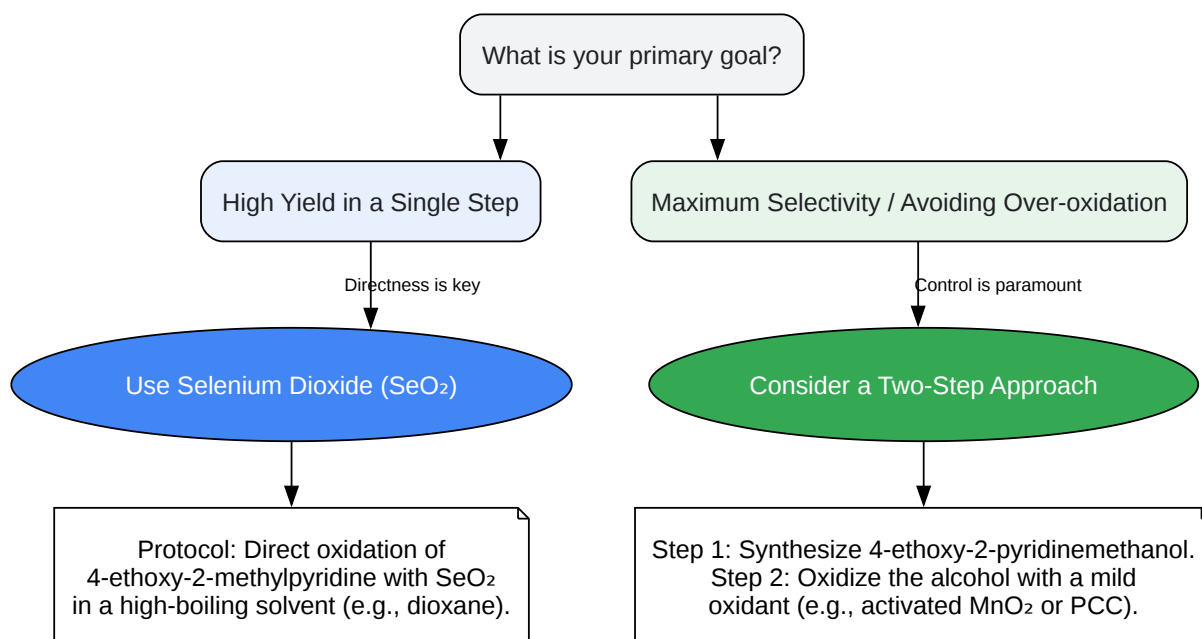 What is your primary goal?
High Yield in a Single Step
Maximum Selectivity / Avoiding Over-oxidation
Directness is key
Control is paramount
Use Selenium Dioxide (SeO₂)
Consider a Two-Step Approach
Protocol: Direct oxidation of
4-ethoxy-2-methylpyridine with SeO₂
in a high-boiling solvent (e.g., dioxane).
Step 1: Synthesize 4-ethoxy-2-pyridinemethanol.
Step 2: Oxidize the alcohol with a mild
oxidant (e.g., activated MnO₂ or PCC).